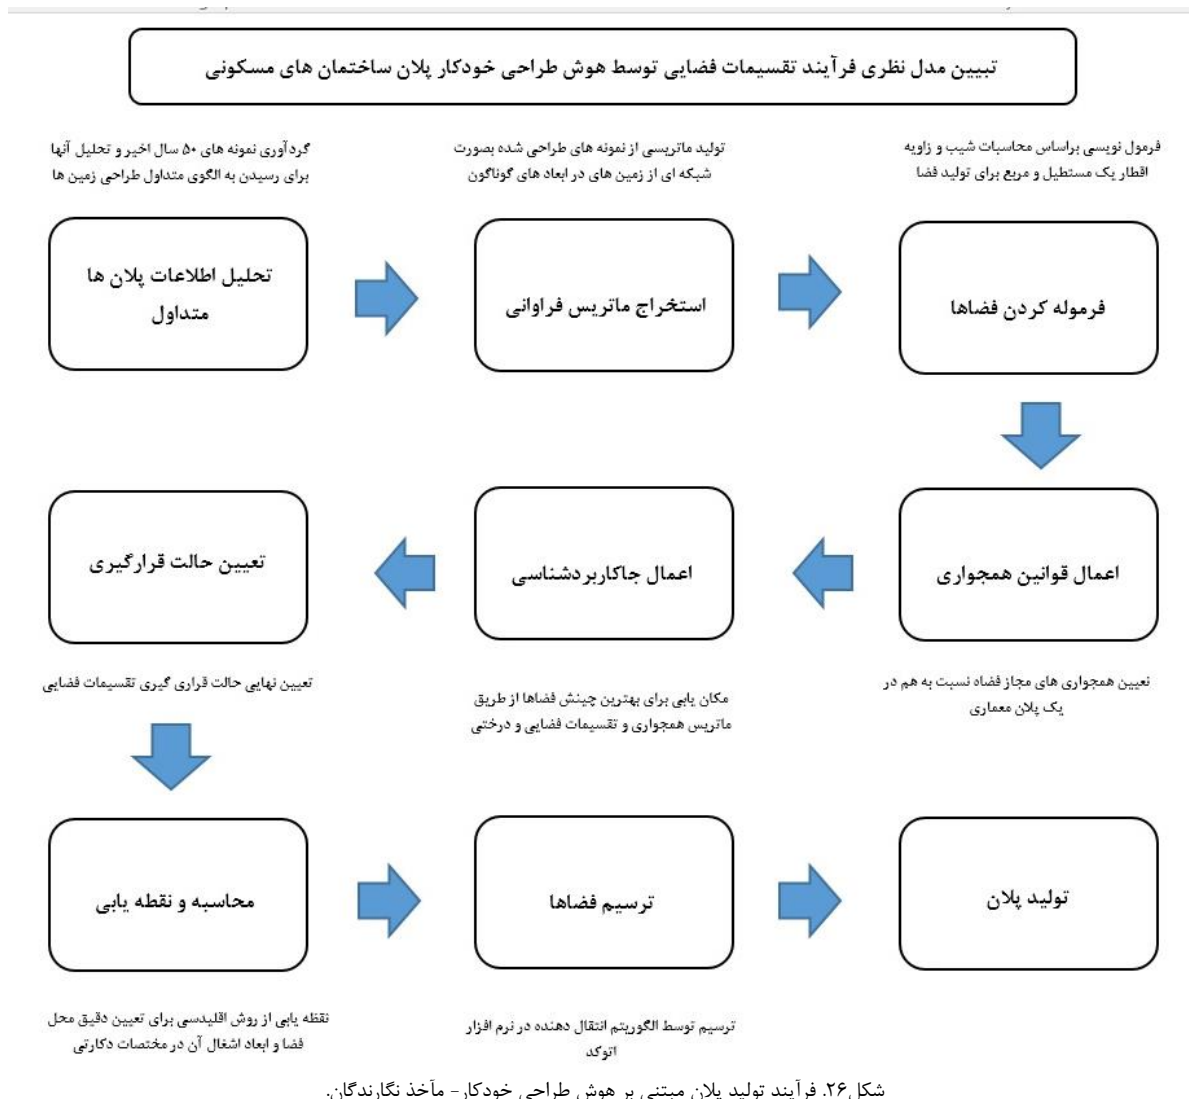 تبیین مدل نظری فرآیند تقسیمات فضایی توسط هوش طراحی خودکار پلان ساختمان های مسکونی
گردآوری نمونه های ۵۰ سال اخیر و تحلیل آنها
برای رسیدن به الگوی متداول طراحی زمین ها
تحلیل اطلاعات پلان ها
متداول
تولید ماتریسی از نمونه های طراحی شده بصورت
شبکه ای از زمین های در ابعاد های گوناگون
استخراج ماتریس فراوانی
فرمول نویسی براساس محاسبات شیب و زاویه
اقطار یک مستطیل و مربع برای تولید فضا
فرموله کردن فضاها
اعمال قوانین همجواری
تعیین همجواری های مجاز فضاه نسبت به هم در
یک پلان معماری
اعمال جاکاربردشناسی
مکان یابی برای بهترین چینش فضاها از طریق
ماتریس همجواری و تقسیمات فضایی و درختی
تعیین حالت قرارگیری
تعیین نهایی حالت قراری گیری تقسیمات فضایی
محاسبه و نقطه یابی
نقظه یابی از روش اقلیدسی برای تعیین دقیق محل
فضا و ابعاد اشغال آن در مختصات دکارتی
ترسیم فضاها
ترسیم توسط الگوریتم انتقال دهنده در نرم افزار
اتوکد
تولید پلان
شکل۲۶. فرآیند تولید پلان مبتنی بر هوش طراحی خودکار- مآخذ نگارندگان.